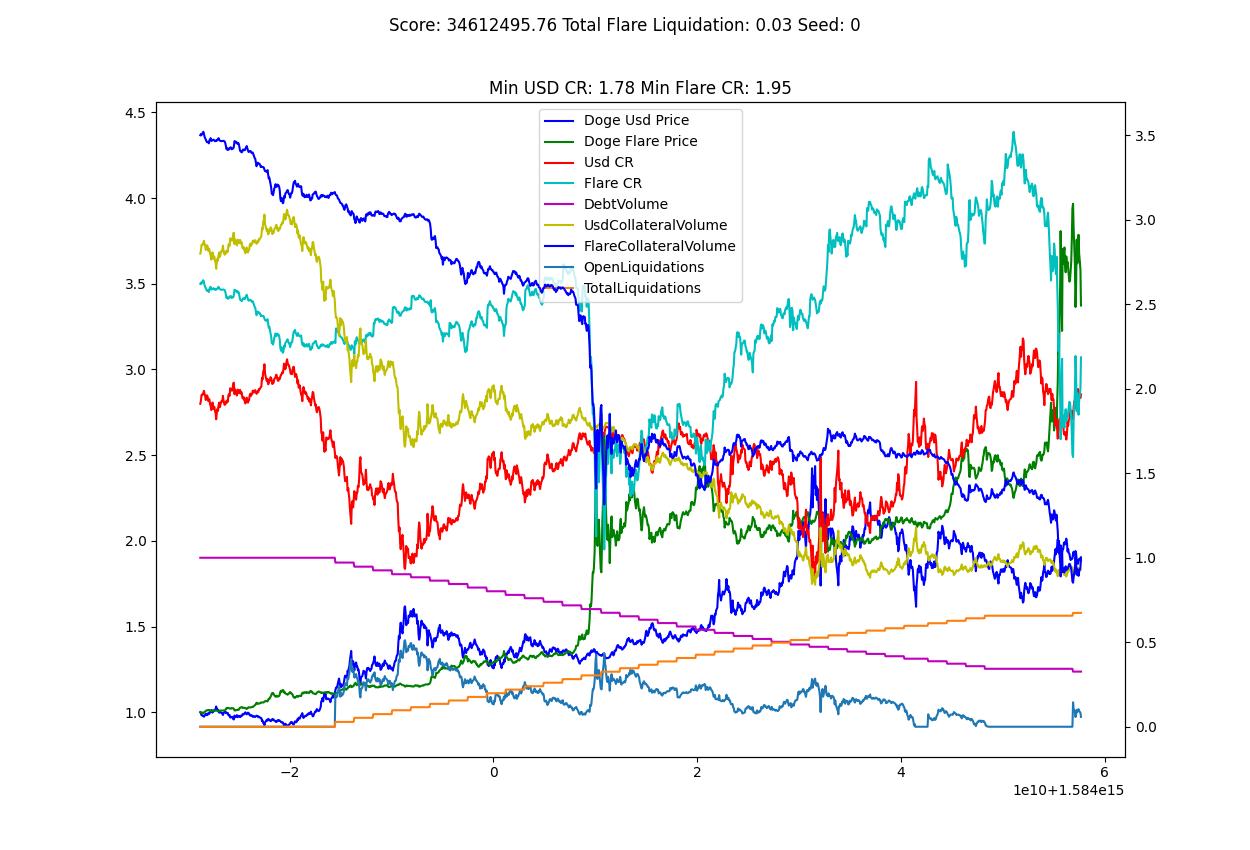 Score: 34612495.76 Total Flare Liquidation: 0.03 Seed: 0
Min USD CR: 1.78 Min Flare CR: 1.95
4.5
4.0
3.5
3.0
2.5
2.0
1.5
1.0
Doge Usd Price
Doge Flare Price
Usd CR
Flare CR
DebtVolume
UsdCollateralVolume
FlareCollateralVolume
OpenLiquidations
TotalLiquidations
3.5
3.0
2.5
2.0
1.5
1.0
0.5
0.0
−2 0 2 4 6
1e10+1.584e15